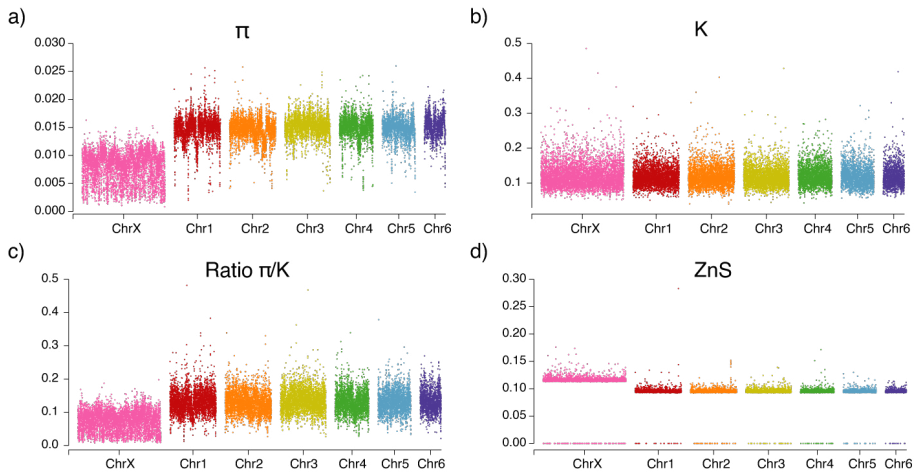 a)
π
0.030
0.025
0.020
0.015
0.010
0.005
0.000
ChrX Chr1 Chr2 Chr3 Chr4 Chr5 Chr6
b)
K
0.5
0.4
0.3
0.2
0.1
ChrX Chr1 Chr2 Chr3 Chr4 Chr5 Chr6
c)
Ratio π/K
0.5
0.4
0.3
0.2
0.1
0.0
ChrX Chr1 Chr2 Chr3 Chr4 Chr5 Chr6
d)
ZnS
0.30
0.25
0.20
0.15
0.10
0.05
0.00
ChrX Chr1 Chr2 Chr3 Chr4 Chr5 Chr6